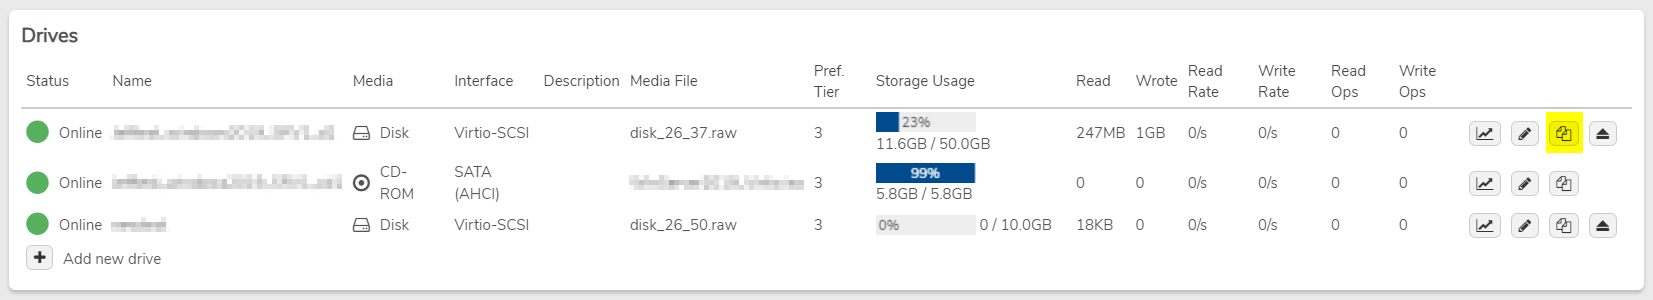 Drives
Status Name Media Interface Description Media File Pref. Tier Storage Usage Read Wrote Read Rate Write Rate Read Ops Write Ops
Online Disk Virtio-SCSI disk_26_37.raw 3 23% 11.6GB / 50.0GB 247MB 1GB 0/s 0/s 0 0
Online CD-ROM SATA (AHCI) 3 99% 5.8GB / 5.8GB 0 0 0/s 0/s 0 0
Online Disk Virtio-SCSI disk_26_50.raw 3 0% 0 / 10.0GB 18KB 0 0/s 0/s 0 0
Add new drive